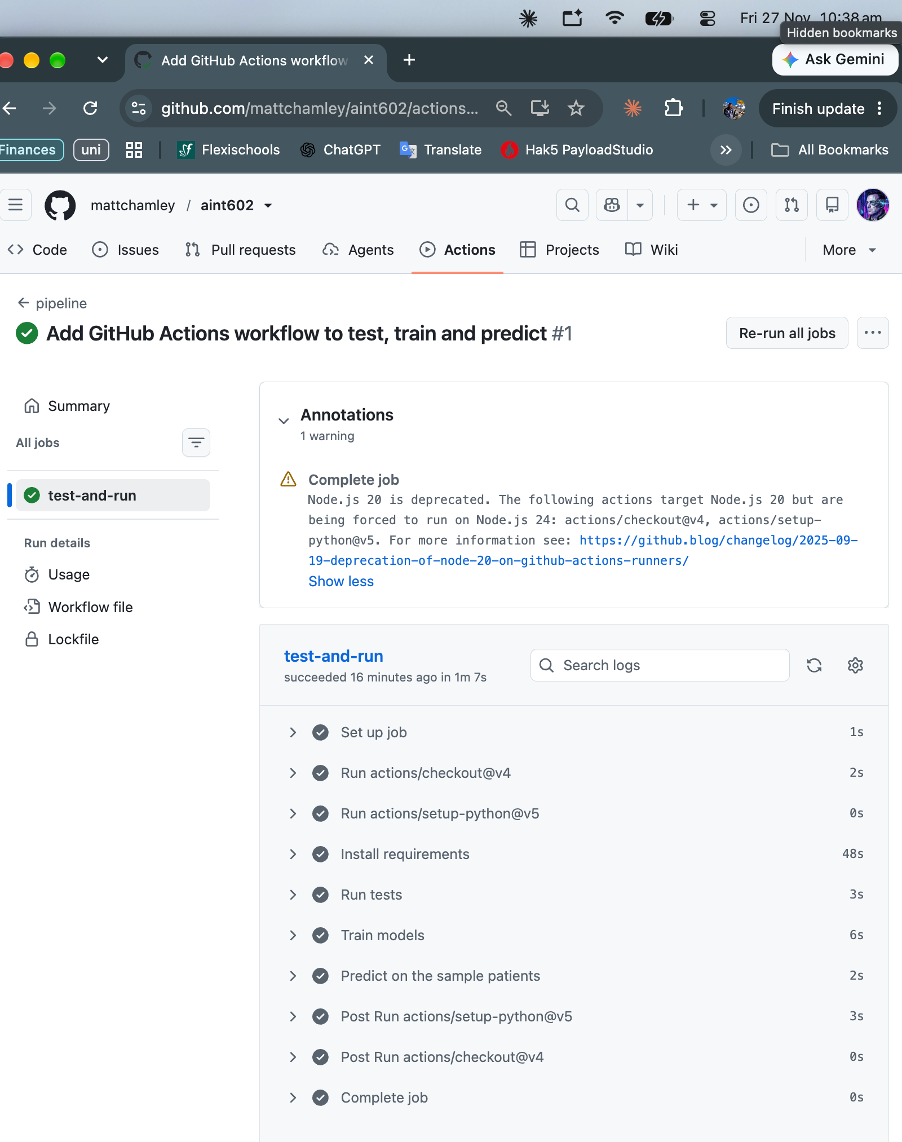 Fri 27 Nov 10:38 am
Hidden bookmarks
Add GitHub Actions workflow
Ask Gemini
github.com/mattchamley/aint602/actions...
Finish update
Finances
uni
Flexischools
ChatGPT
Translate
Hak5 PayloadStudio
All Bookmarks
mattchamley / aint602
Code
Issues
Pull requests
Agents
Actions
Projects
Wiki
More
pipeline
Add GitHub Actions workflow to test, train and predict #1
Re-run all jobs
Summary
All jobs
test-and-run
Run details
Usage
Workflow file
Lockfile
Annotations
1 warning
Complete job
Node.js 20 is deprecated. The following actions target Node.js 20 but are
being forced to run on Node.js 24: actions/checkout@v4, actions/setup-
python@v5. For more information see: https://github.blog/changelog/2025-09-
19-deprecation-of-node-20-on-github-actions-runners/
Show less
test-and-run
succeeded 16 minutes ago in 1m 7s
Search logs
Set up job 1s
Run actions/checkout@v4 2s
Run actions/setup-python@v5 0s
Install requirements 48s
Run tests 3s
Train models 6s
Predict on the sample patients 2s
Post Run actions/setup-python@v5 3s
Post Run actions/checkout@v4 0s
Complete job 0s